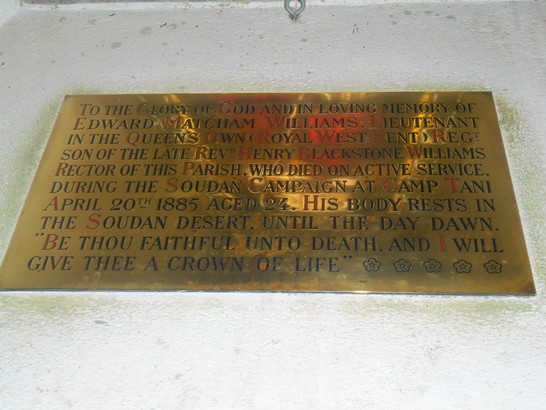 To the Glory of God and in loving memory of
Edward Maugham Williams, Lieutenant
in the Queen's Own (Royal West Kent) Regt
son of the late Revd Henry Blackstone Williams
Rector of this Parish, who died on active service,
during the Soudan Campaign at Camp Tani
April 20th 1885 aged 24. His body rests in
the Soudan desert, until the day dawn.
"Be thou faithful unto death, and I will
give thee a crown of life"